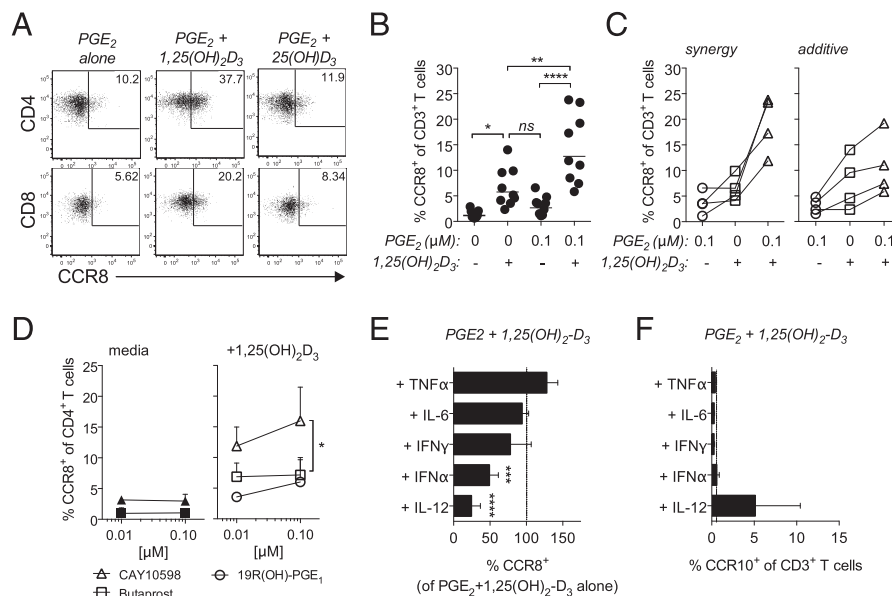 A
PGE2 alone
PGE2 + 1,25(OH)2D3
PGE2 + 25(OH)D3
10.2
37.7
11.9
CD4
5.62
20.2
8.34
CD8
CCR8
B
% CCR8+ of CD3+ T cells
30
25
20
15
10
5
0
*
ns
**
****
PGE2 (μM): 0 0 0.1 0.1
1,25(OH)2D3: - + - +
C
synergy
additive
% CCR8+ of CD3+ T cells
30
25
20
15
10
5
0
PGE2 (μM): 0.1 0 0.1 0.1 0 0.1
1,25(OH)2D3: - + + - + +
D
media
+1,25(OH)2D3
% CCR8+ of CD4+ T cells
25
20
15
10
5
0
*
0.01 0.10 0.01 0.10
[μM] [μM]
CAY10598
19R(OH)-PGE1
Butaprost
E
PGE2 + 1,25(OH)2-D3
+ TNFα
+ IL-6
+ IFNγ
+ IFNα
***
+ IL-12
****
0 50 100 150
% CCR8+
(of PGE2+1,25(OH)2-D3 alone)
F
PGE2 + 1,25(OH)2-D3
+ TNFα
+ IL-6
+ IFNγ
+ IFNα
+ IL-12
0 5 10 15
% CCR10+ of CD3+ T cells